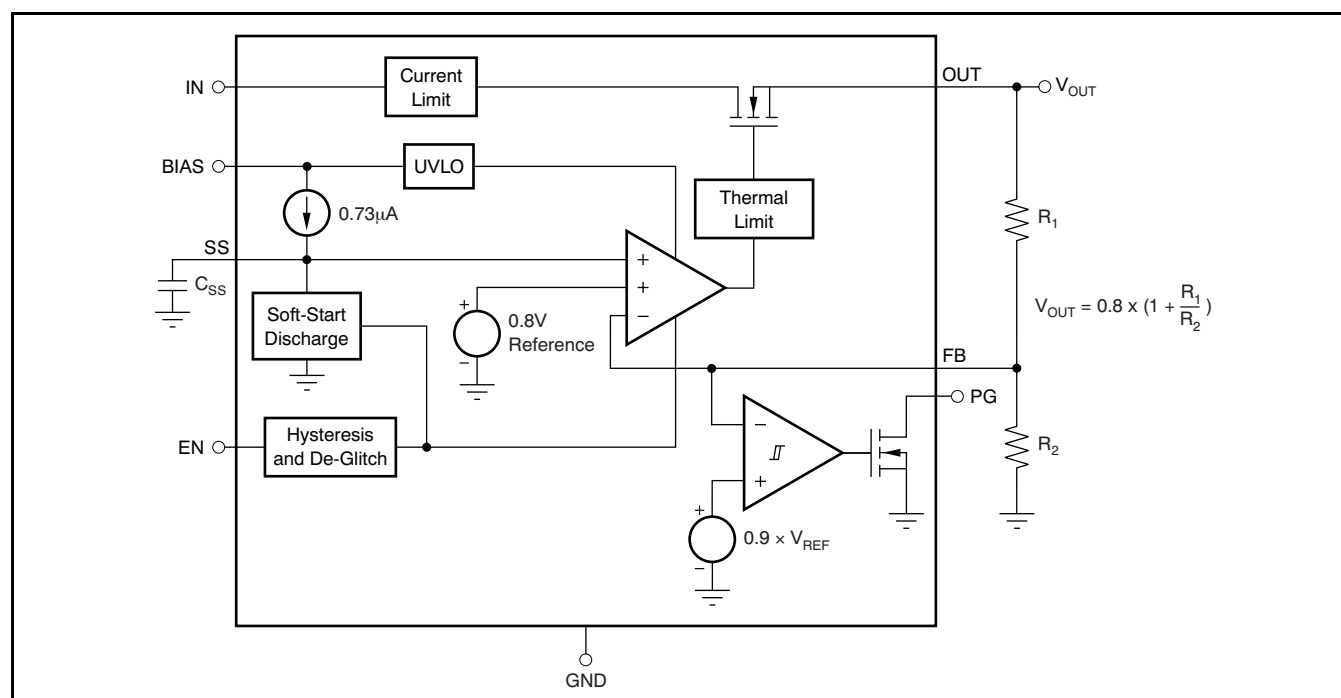 IN
Current
Limit
OUT
V_OUT
BIAS
UVLO
0.73μA
Thermal
Limit
R_1
SS
C_SS
+
+
−
+
−
0.8V
Reference
Soft-Start
Discharge
V_OUT = 0.8 x (1 + R_1/R_2)
FB
PG
EN
Hysteresis
and De-Glitch
−
+
R_2
+
−
0.9 × V_REF
GND